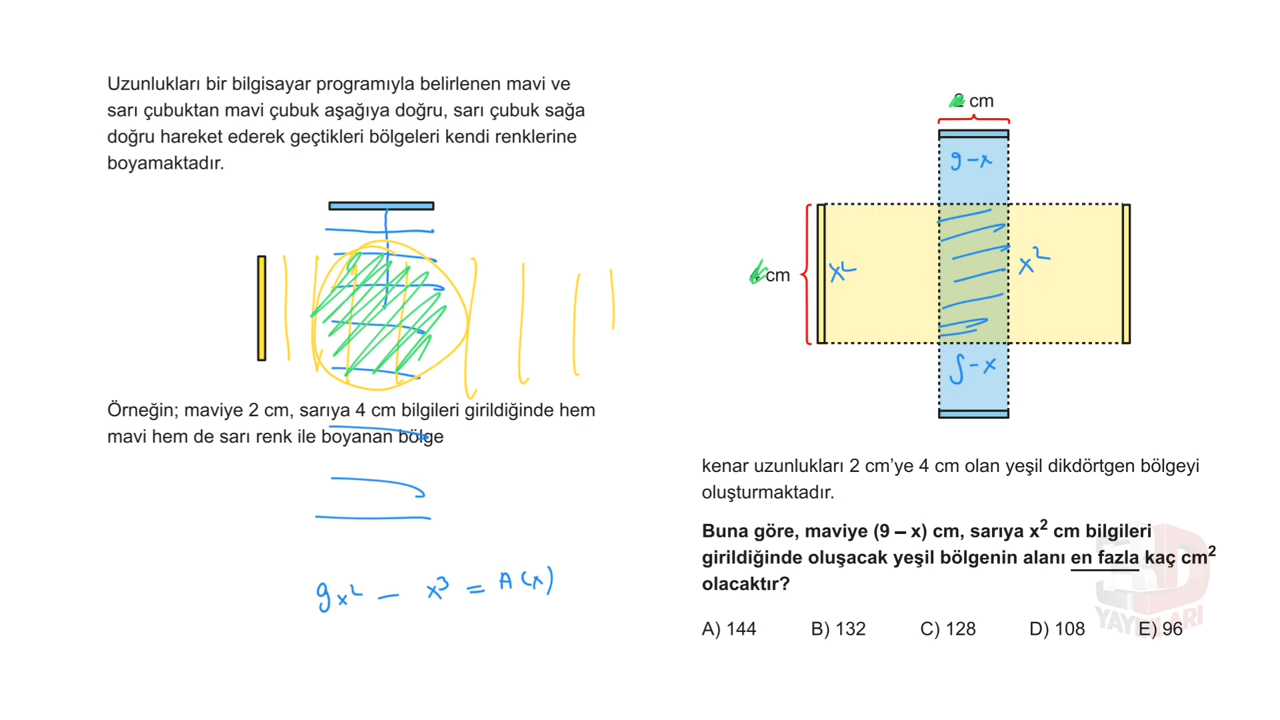 Uzunlukları bir bilgisayar programıyla belirlenen mavi ve
sarı çubuktan mavi çubuk aşağıya doğru, sarı çubuk sağa
doğru hareket ederek geçtikleri bölgeleri kendi renklerine
boyamaktadır.
Örneğin; maviye 2 cm, sarıya 4 cm bilgileri girildiğinde hem
mavi hem de sarı renk ile boyanan bölge
9x² – x³ = A(x)
cm
9-x
cm
x²
x²
9-x
kenar uzunlukları 2 cm'ye 4 cm olan yeşil dikdörtgen bölgeyi
oluşturmaktadır.
Buna göre, maviye (9 – x) cm, sarıya x² cm bilgileri
girildiğinde oluşacak yeşil bölgenin alanı en fazla kaç cm²
olacaktır?
A) 144 B) 132 C) 128 D) 108 E) 96
3D
YAYINLARI